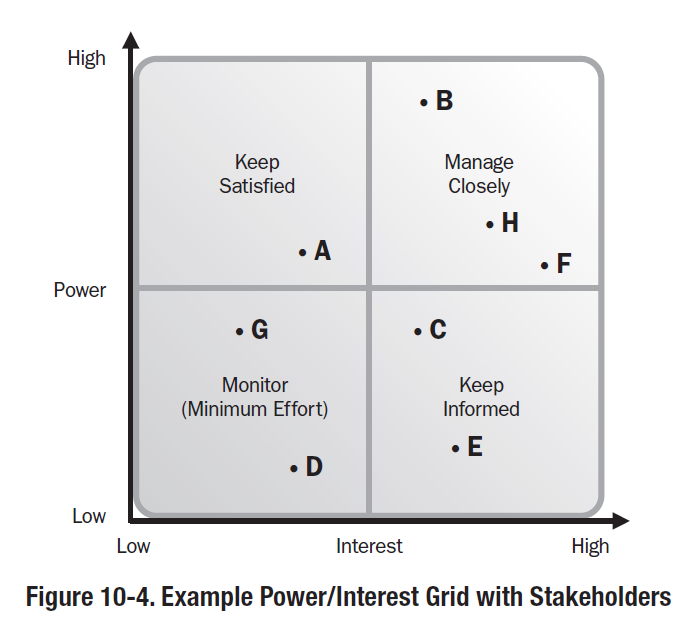 High
B
Keep
Satisfied
Manage
Closely
H
A
F
Power
G
C
Monitor
(Minimum Effort)
Keep
Informed
E
D
Low
Low
Interest
High
Figure 10-4. Example Power/Interest Grid with Stakeholders